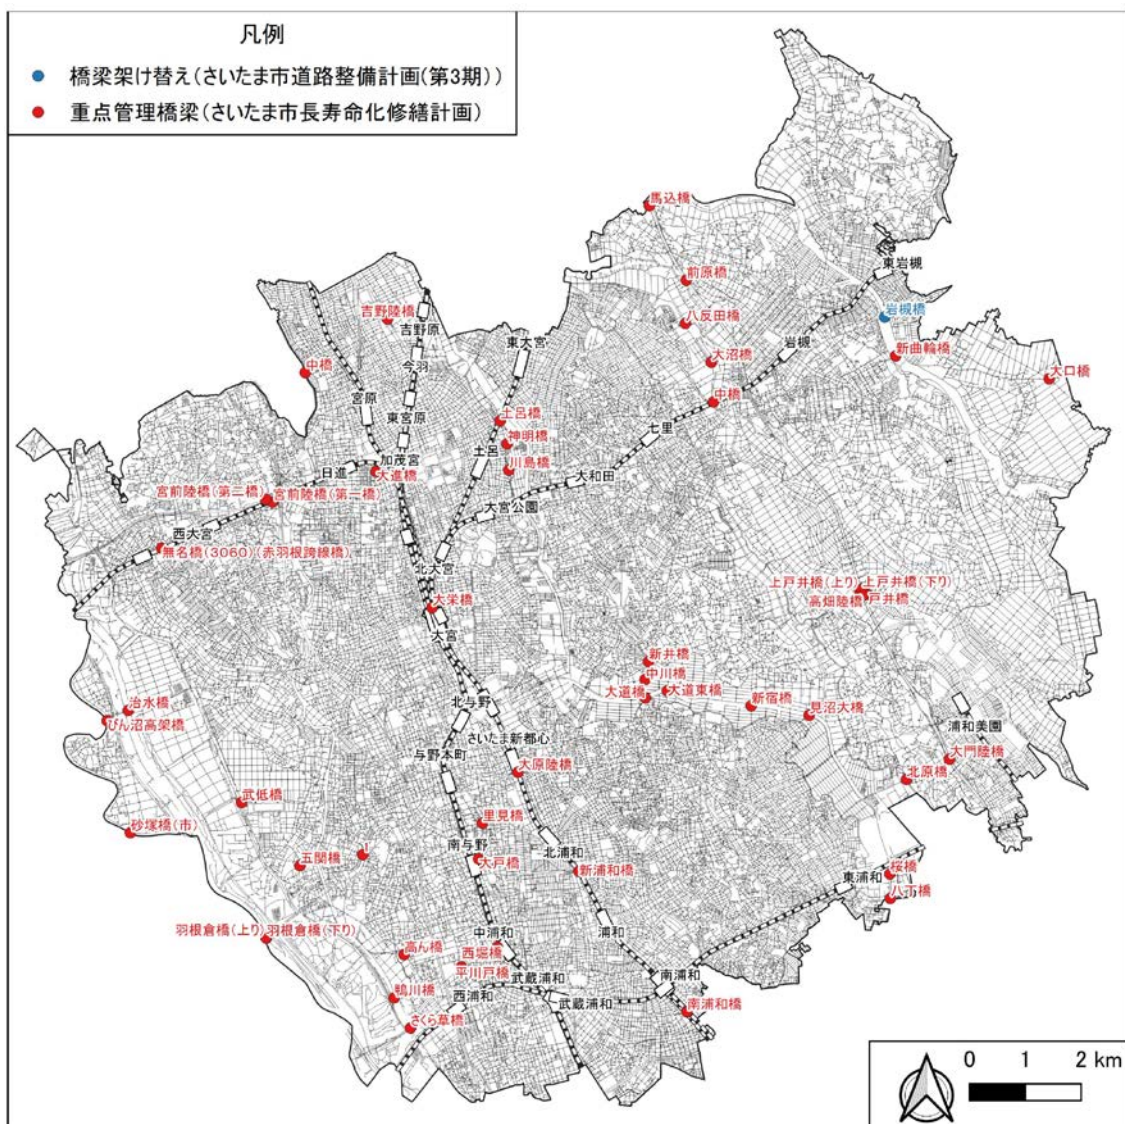 凡例
橋梁架け替え(さいたま市道路整備計画(第3期))
重点管理橋梁(さいたま市長寿命化修繕計画)
馬込橋
東岩槻
前原橋
岩槻橋
吉野陸橋
吉野原
八反田橋
岩槻
東大宮
新曲輪橋
今羽
大沼橋
中橋
大口橋
宮原
中橋
東宮原
土呂橋
七里
神明橋
土呂
加茂宮
日進
大進橋
川島橋
大和田
宮前陸橋(第二橋)
宮前陸橋(第一橋)
大宮公園
西大宮
無名橋(3060)(赤羽根跨線橋)
北大宮
上戸井橋(上り)
上戸井橋(下り)
高畑陸橋
戸井橋
大栄橋
大宮
新井橋
中川橋
大道橋
大道東橋
新宿橋
見沼大橋
治水橋
びん沼高架橋
北与野
浦和美園
さいたま新都心
与野本町
大原陸橋
大門陸橋
北原橋
武低橋
里見橋
砂塚橋(市)
南与野
大戸橋
北浦和
五関橋
新浦和橋
桜橋
東浦和
八丁橋
羽根倉橋(上り)
羽根倉橋(下り)
中浦和
浦和
高ん橋
西堀橋
平川戸橋
武蔵浦和
南浦和
鴨川橋
西浦和
武蔵浦和
南浦和橋
さくら草橋
0 1 2 km